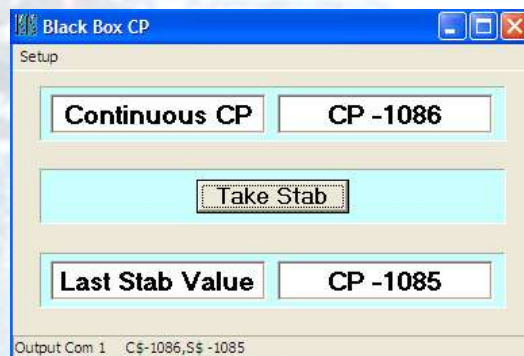 Black Box CP
Setup
Continuous CP CP -1086
Take Stab
Last Stab Value CP -1085
Output Com 1 C$-1086,S$ -1085